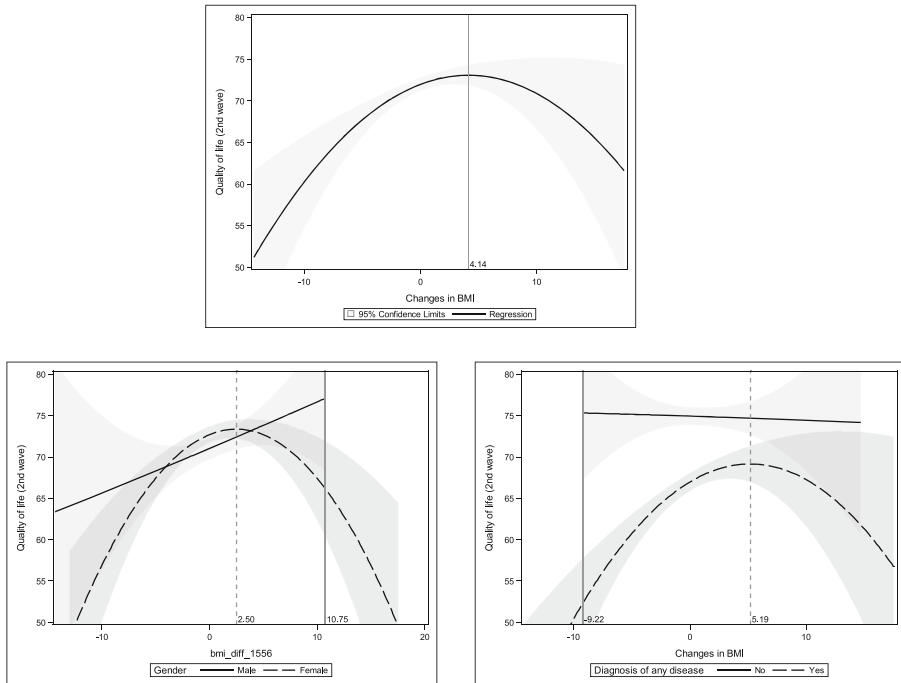 80
75
70
65
60
55
50
Quality of life (2nd wave)
4.14
-10
0
10
Changes in BMI
95% Confidence Limits
Regression
80
75
70
65
60
55
50
Quality of life (2nd wave)
2.50
10.75
-10
0
10
20
bmi_diff_1556
Gender
Male
Female
80
75
70
65
60
55
50
Quality of life (2nd wave)
-9.22
5.19
-10
0
10
Changes in BMI
Diagnosis of any disease
No
Yes